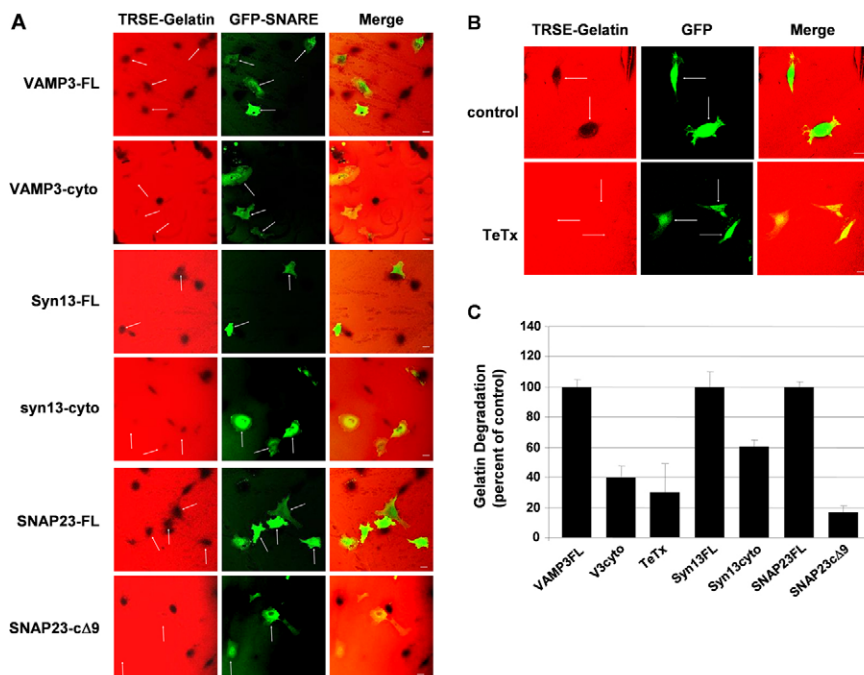 A
TRSE-Gelatin GFP-SNARE Merge
VAMP3-FL
VAMP3-cyto
Syn13-FL
syn13-cyto
SNAP23-FL
SNAP23-cΔ9
B
TRSE-Gelatin GFP Merge
control
TeTx
C
Gelatin Degradation
(percent of control)
140
120
100
80
60
40
20
0
VAMP3FL
V3cyto
TeTx
Syn13FL
Syn13cyto
SNAP23FL
SNAP23cΔ9